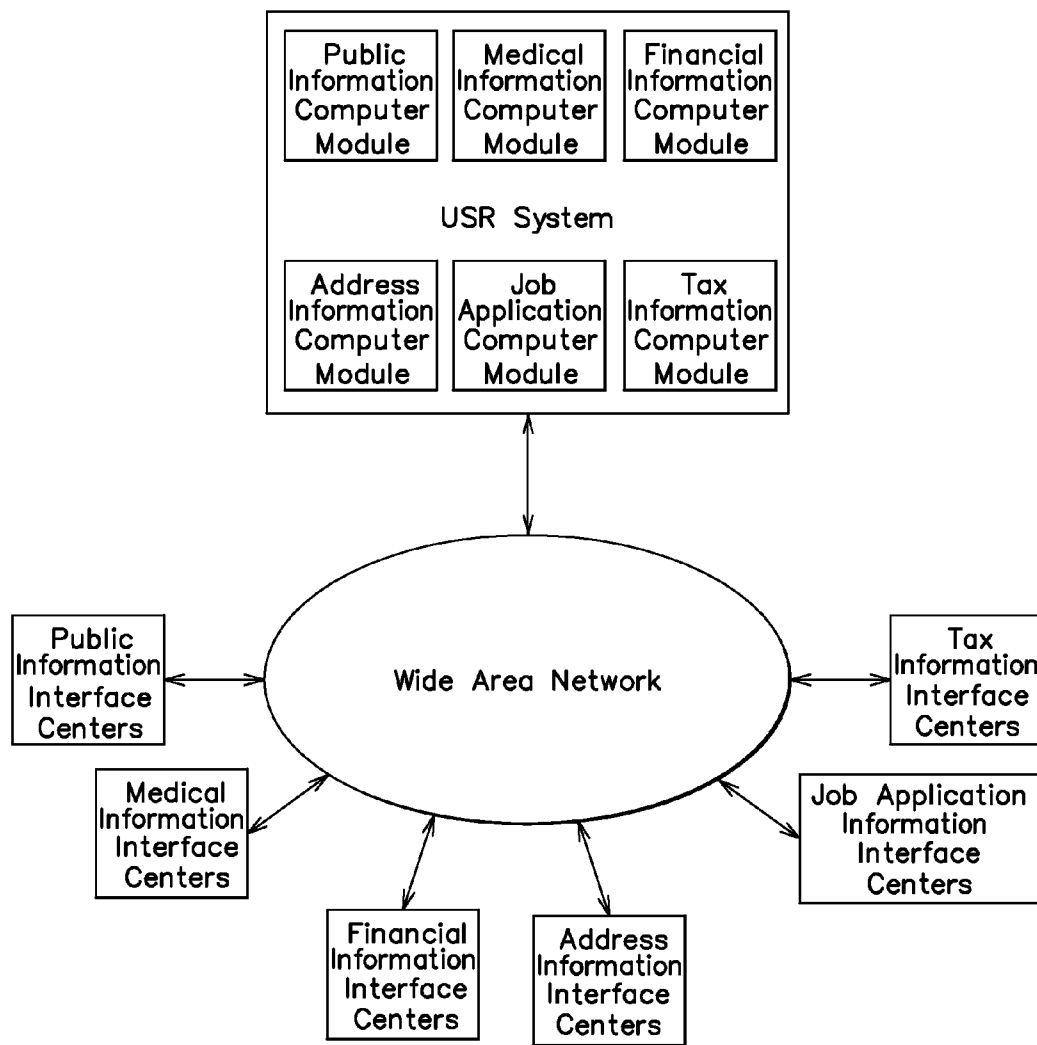 Public
Information
Computer
Module
Medical
Information
Computer
Module
Financial
Information
Computer
Module
USR System
Address
Information
Computer
Module
Job
Application
Computer
Module
Tax
Information
Computer
Module
Wide Area Network
Public
Information
Interface
Centers
Tax
Information
Interface
Centers
Medical
Information
Interface
Centers
Job Application
Information
Interface
Centers
Financial
Information
Interface
Centers
Address
Information
Interface
Centers